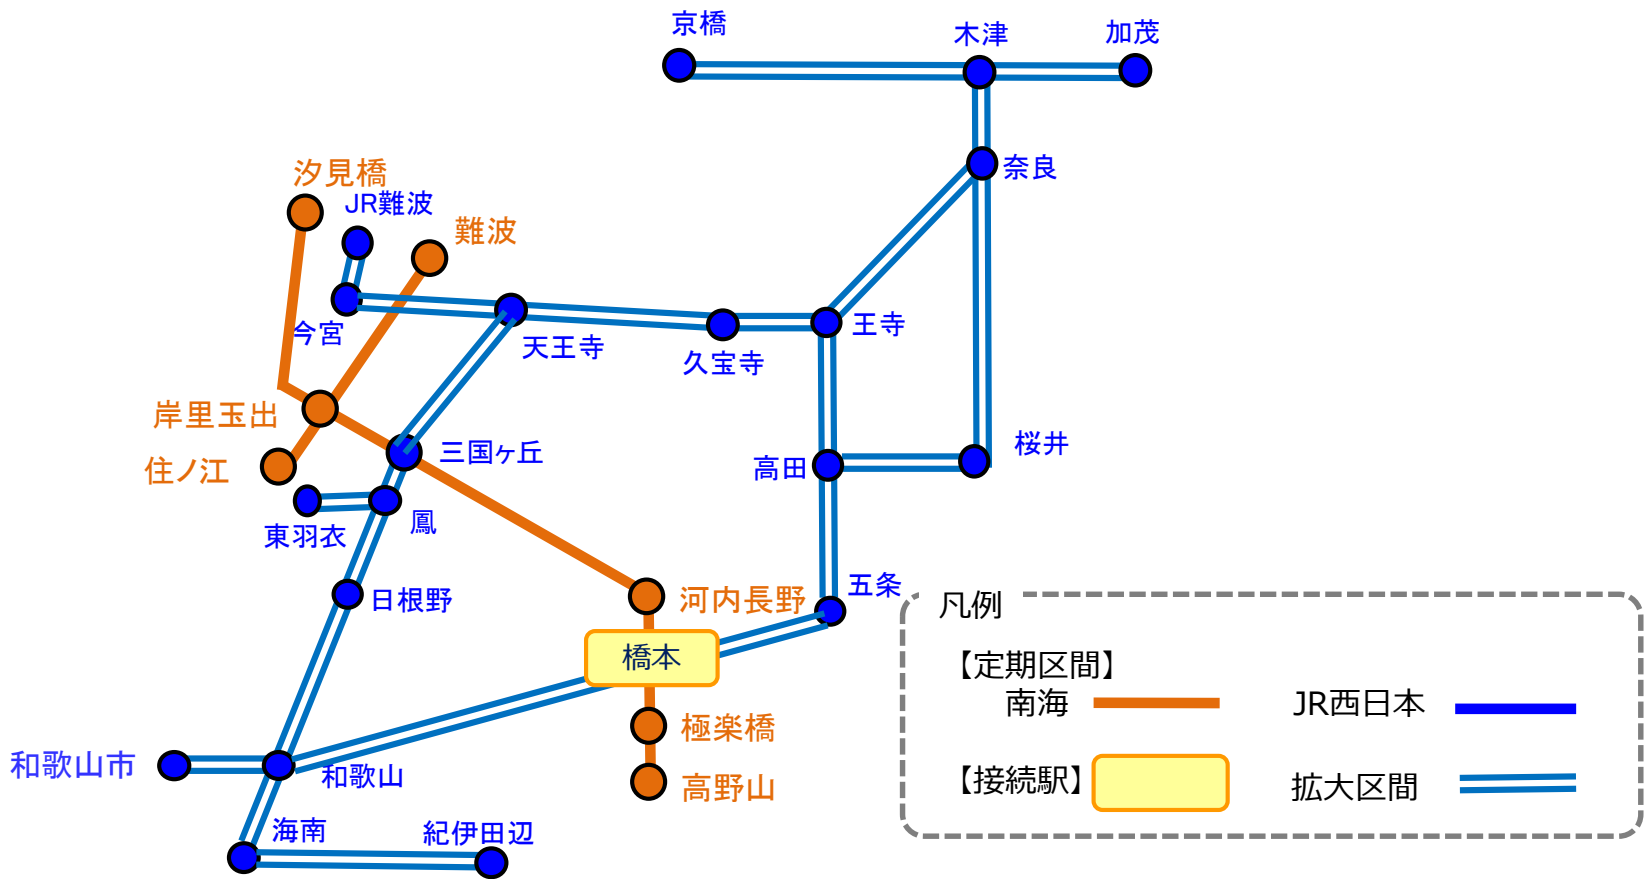 京橋
木津
加茂
奈良
汐見橋
JR難波
難波
今宮
天王寺
久宝寺
王寺
岸里玉出
住ノ江
三国ヶ丘
高田
桜井
東羽衣
鳳
日根野
河内長野
五条
橋本
極楽橋
高野山
和歌山市
和歌山
海南
紀伊田辺
凡例
【定期区間】
南海
JR西日本
【接続駅】
拡大区間